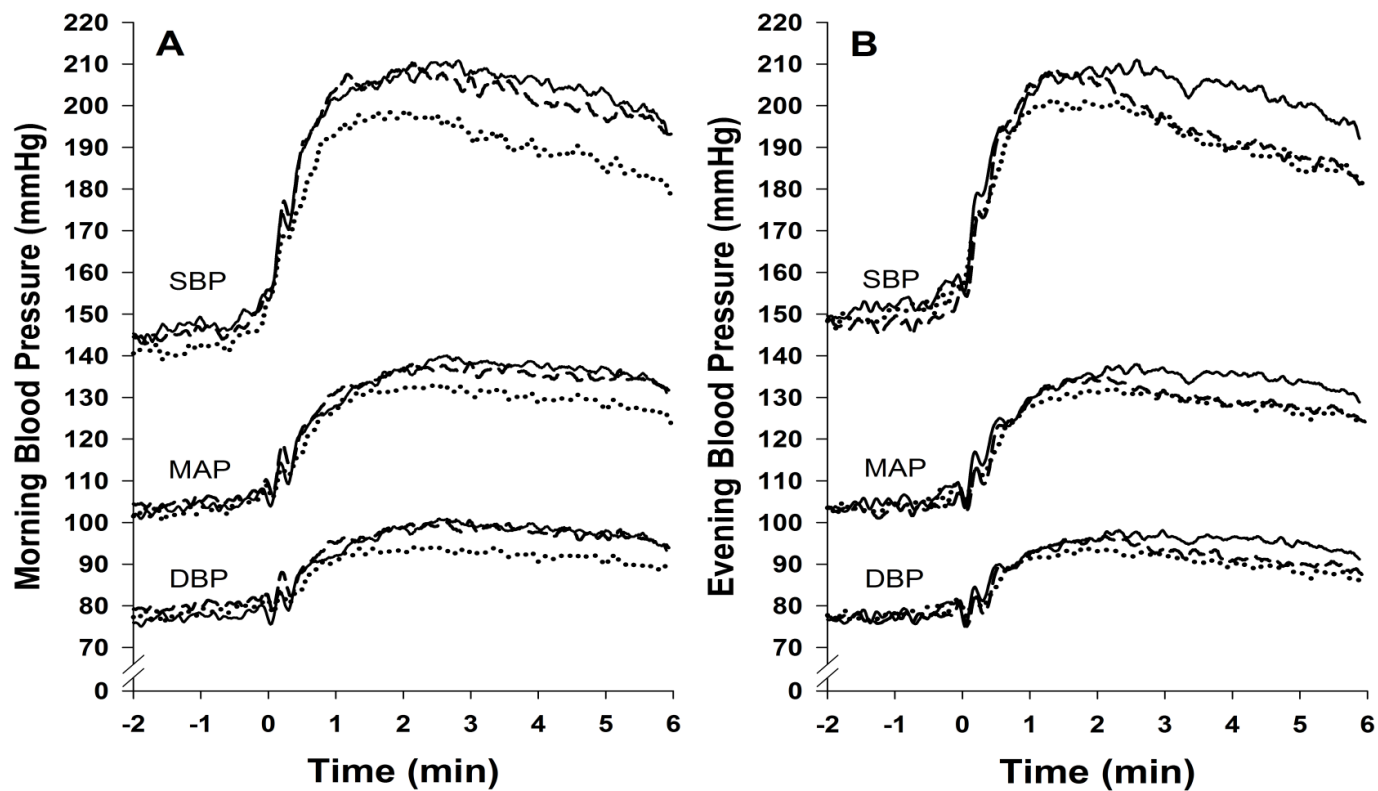 A
Morning Blood Pressure (mmHg)
220
210
200
190
180
170
160
150
140
130
120
110
100
90
80
70
0
SBP
MAP
DBP
-2 -1 0 1 2 3 4 5 6
Time (min)
B
Evening Blood Pressure (mmHg)
220
210
200
190
180
170
160
150
140
130
120
110
100
90
80
70
0
SBP
MAP
DBP
-2 -1 0 1 2 3 4 5 6
Time (min)